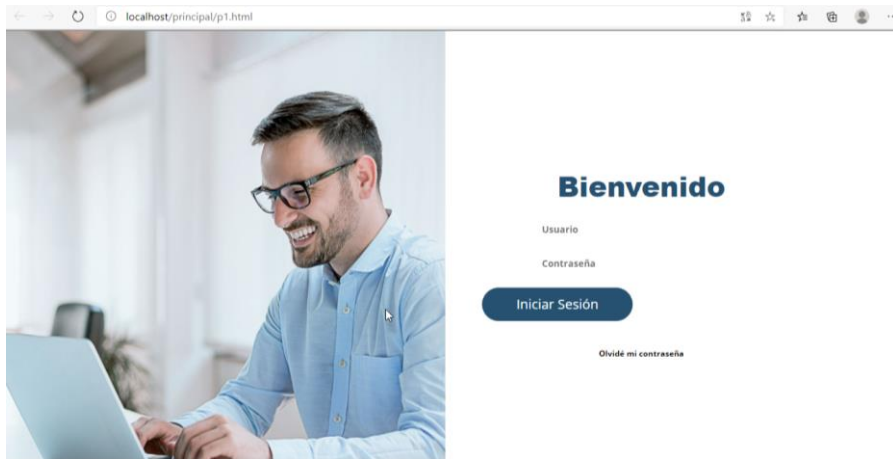 localhost/principal/p1.html
Bienvenido
Usuario
Contraseña
Iniciar Sesión
Olvidé mi contraseña